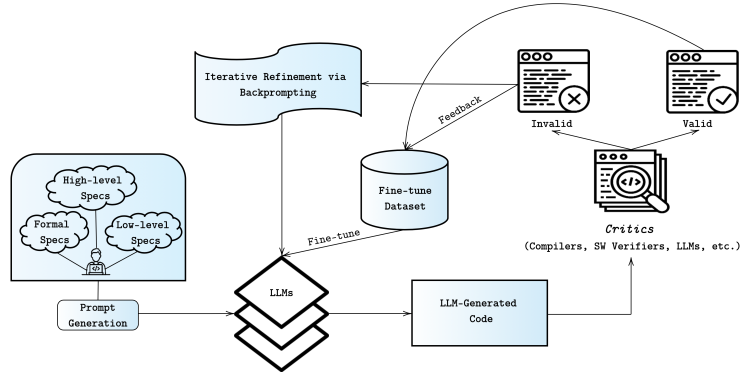 Iterative Refinement via
Backprompting
Feedback
Invalid
Valid
High-level
Specs
Formal
Specs
Low-level
Specs
Fine-tune
Dataset
</>
Critics
(Compilers, SW Verifiers, LLMs, etc.)
Fine-tune
LLMs
Prompt
Generation
LLM-Generated
Code